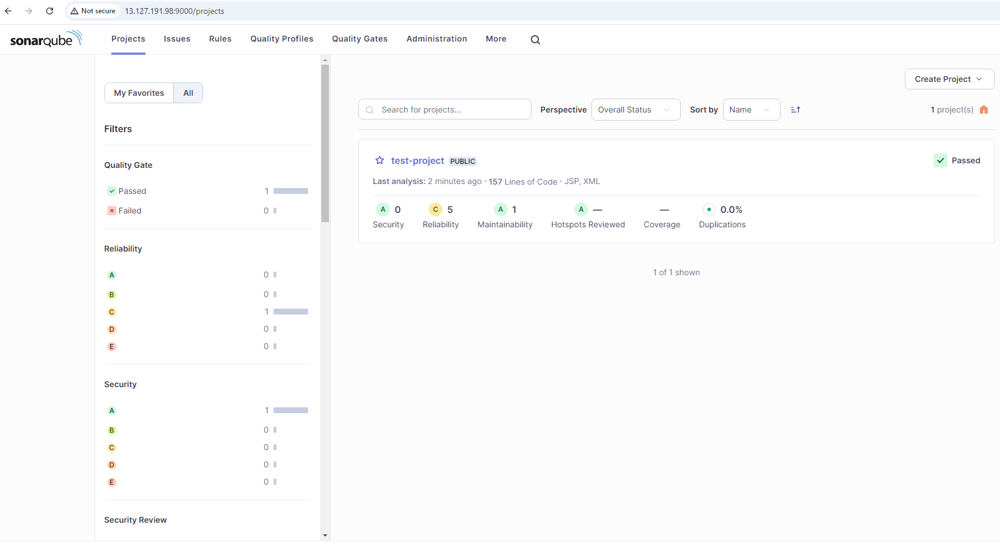 Not secure 13.127.191.98:9000/projects
sonarqube Projects Issues Rules Quality Profiles Quality Gates Administration More
Create Project
My Favorites All
Search for projects... Perspective Overall Status Sort by Name 1 project(s)
Filters
Quality Gate
Passed 1
Failed 0
Reliability
A 0
B 0
C 1
D 0
E 0
Security
A 1
B 0
C 0
D 0
E 0
Security Review
test-project PUBLIC Passed
Last analysis: 2 minutes ago • 157 Lines of Code • JSP, XML
A 0 C 5 A 1 A — — 0.0%
Security Reliability Maintainability Hotspots Reviewed Coverage Duplications
1 of 1 shown